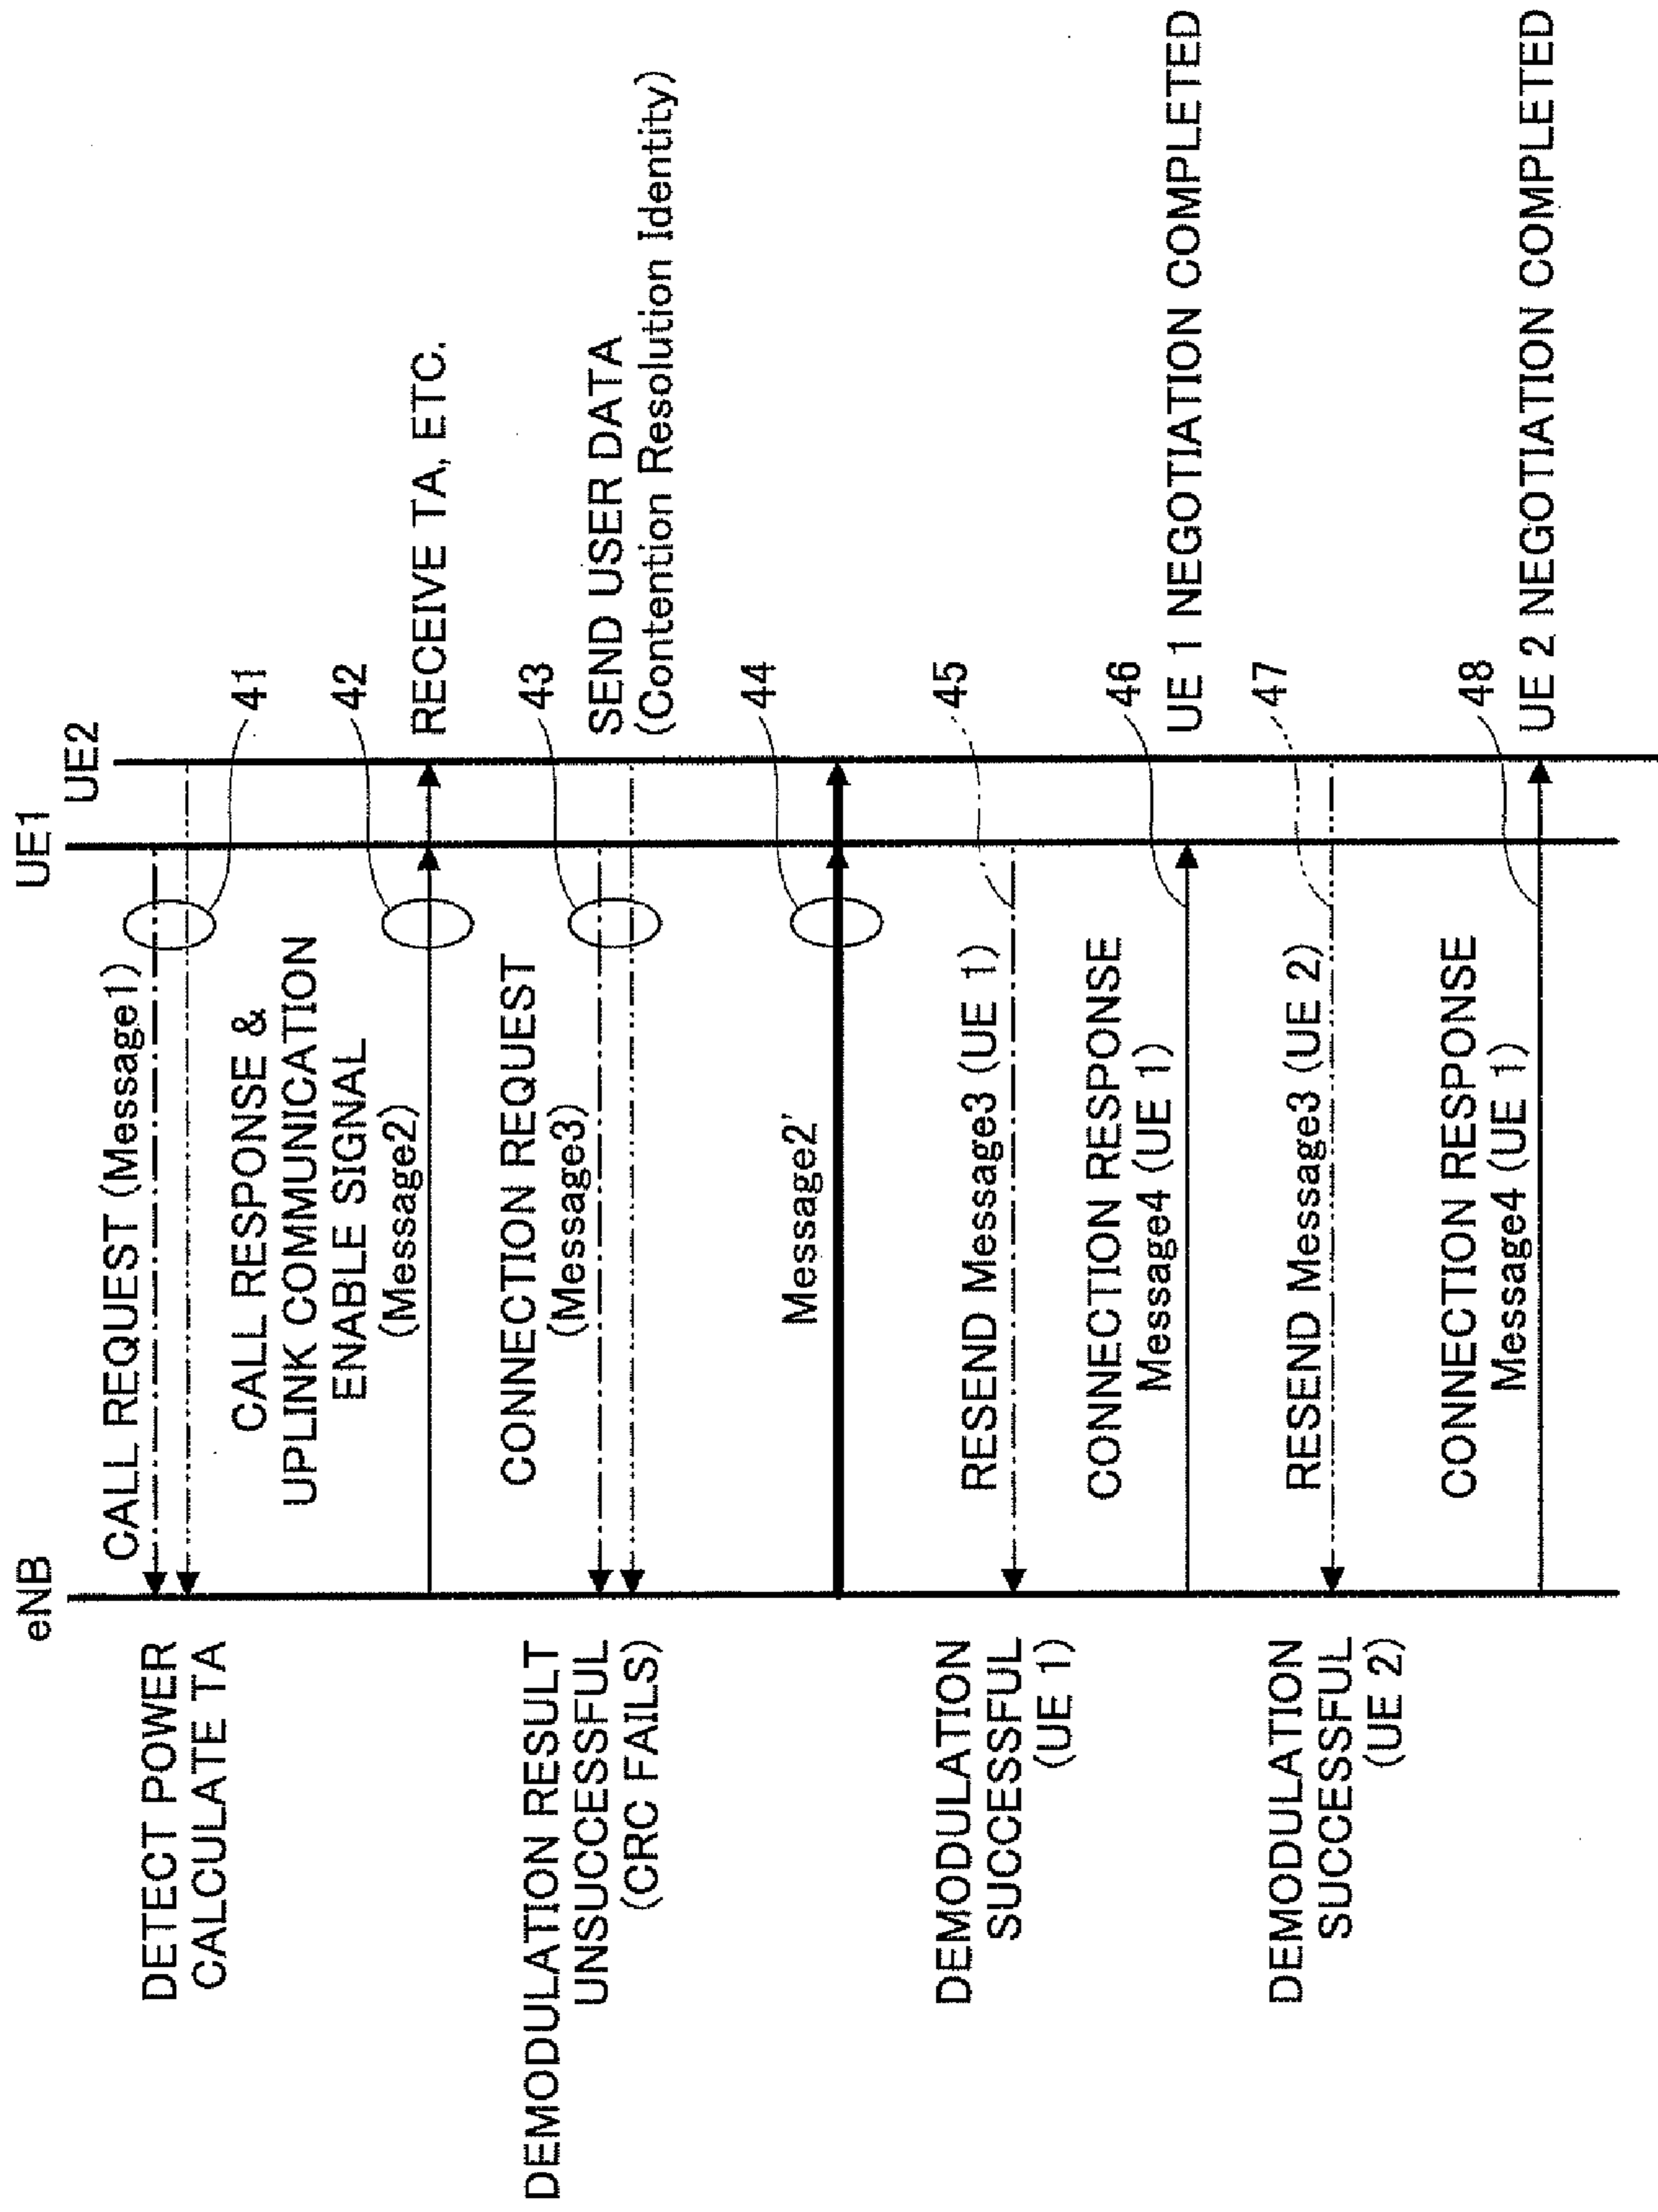 eNB
UE1
UE2
DETECT POWER
CALCULATE TA
CALL REQUEST (Message1)
41
CALL RESPONSE &
UPLINK COMMUNICATION
ENABLE SIGNAL
(Message2)
42
RECEIVE TA, ETC.
DEMODULATION RESULT
UNSUCCESSFUL
(CRC FAILS)
CONNECTION REQUEST
(Message3)
43
SEND USER DATA
(Contention Resolution Identity)
Message2'
44
DEMODULATION
SUCCESSFUL
(UE 1)
RESEND Message3 (UE 1)
45
CONNECTION RESPONSE
Message4 (UE 1)
46
UE 1 NEGOTIATION COMPLETED
DEMODULATION
SUCCESSFUL
(UE 2)
RESEND Message3 (UE 2)
47
CONNECTION RESPONSE
Message4 (UE 1)
48
UE 2 NEGOTIATION COMPLETED